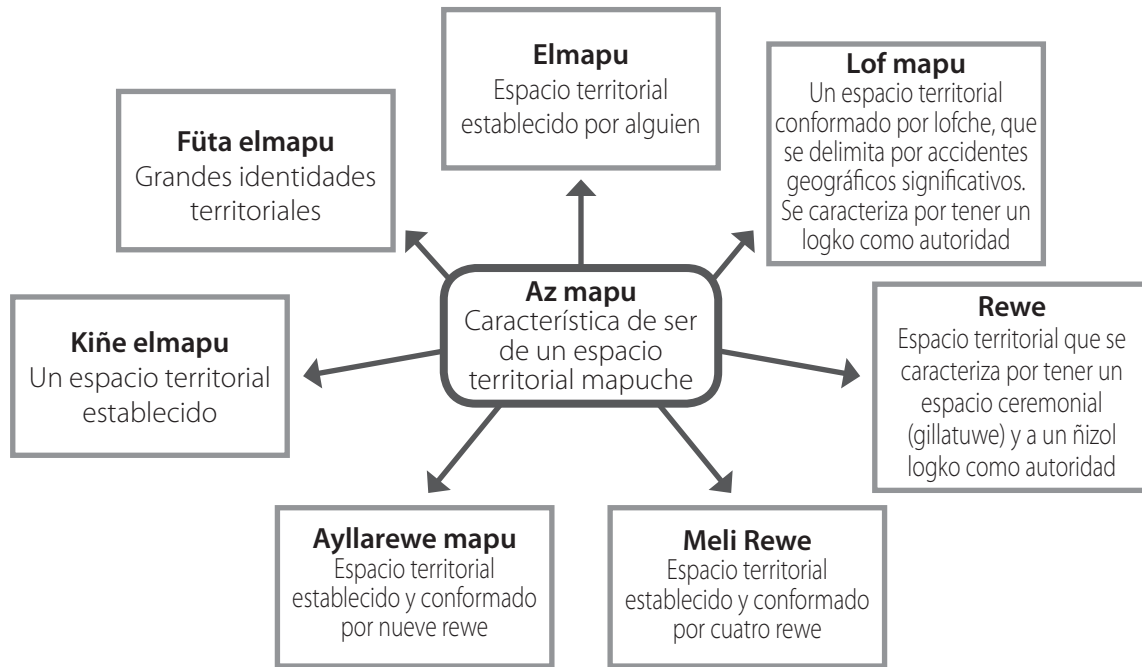 Elmapu
Espacio territorial
establecido por alguien
Lof mapu
Un espacio territorial
conformado por lofche, que
se delimita por accidentes
geográficos significativos.
Se caracteriza por tener un
logko como autoridad
Füta elmapu
Grandes identidades
territoriales
Az mapu
Característica de ser
de un espacio
territorial mapuche
Rewe
Espacio territorial que se
caracteriza por tener un
espacio ceremonial
(gillatuwe) y a un ñizol
logko como autoridad
Kiñe elmapu
Un espacio territorial
establecido
Ayllarewe mapu
Espacio territorial
establecido y conformado
por nueve rewe
Meli Rewe
Espacio territorial
establecido y conformado
por cuatro rewe